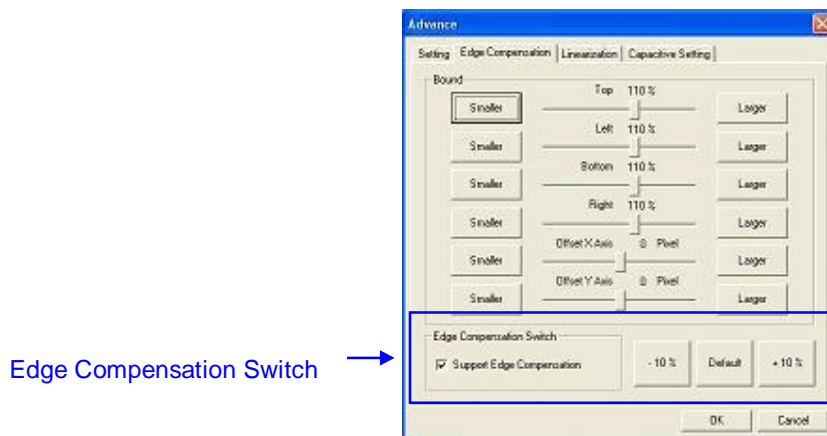 Advance
Setting Edge Compensation Linearization Capacitive Setting
Bound
Top 110 %
Smaller Larger
Left 110 %
Smaller Larger
Bottom 110 %
Smaller Larger
Right 110 %
Smaller Larger
Offset X Axis 0 Pixel
Smaller Larger
Offset Y Axis 0 Pixel
Smaller Larger
Edge Compensation Switch
Edge Compensation Switch
Support Edge Compensation - 10 % Default + 10 %
OK Cancel